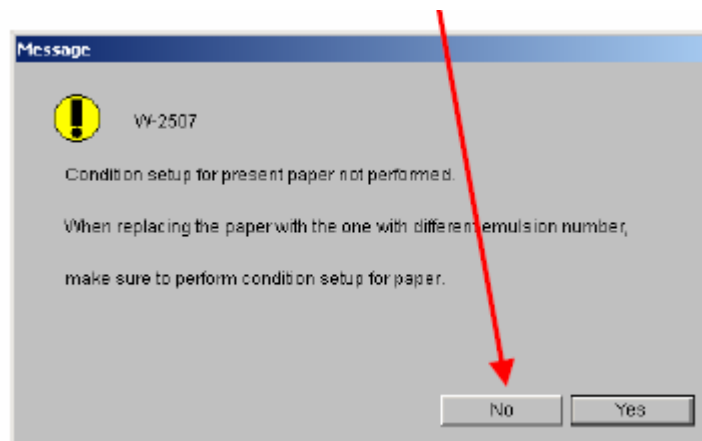 Message
W-2507
Condition setup for present paper not performed.
When replacing the paper with the one with different emulsion number,
make sure to perform condition setup for paper.
No Yes